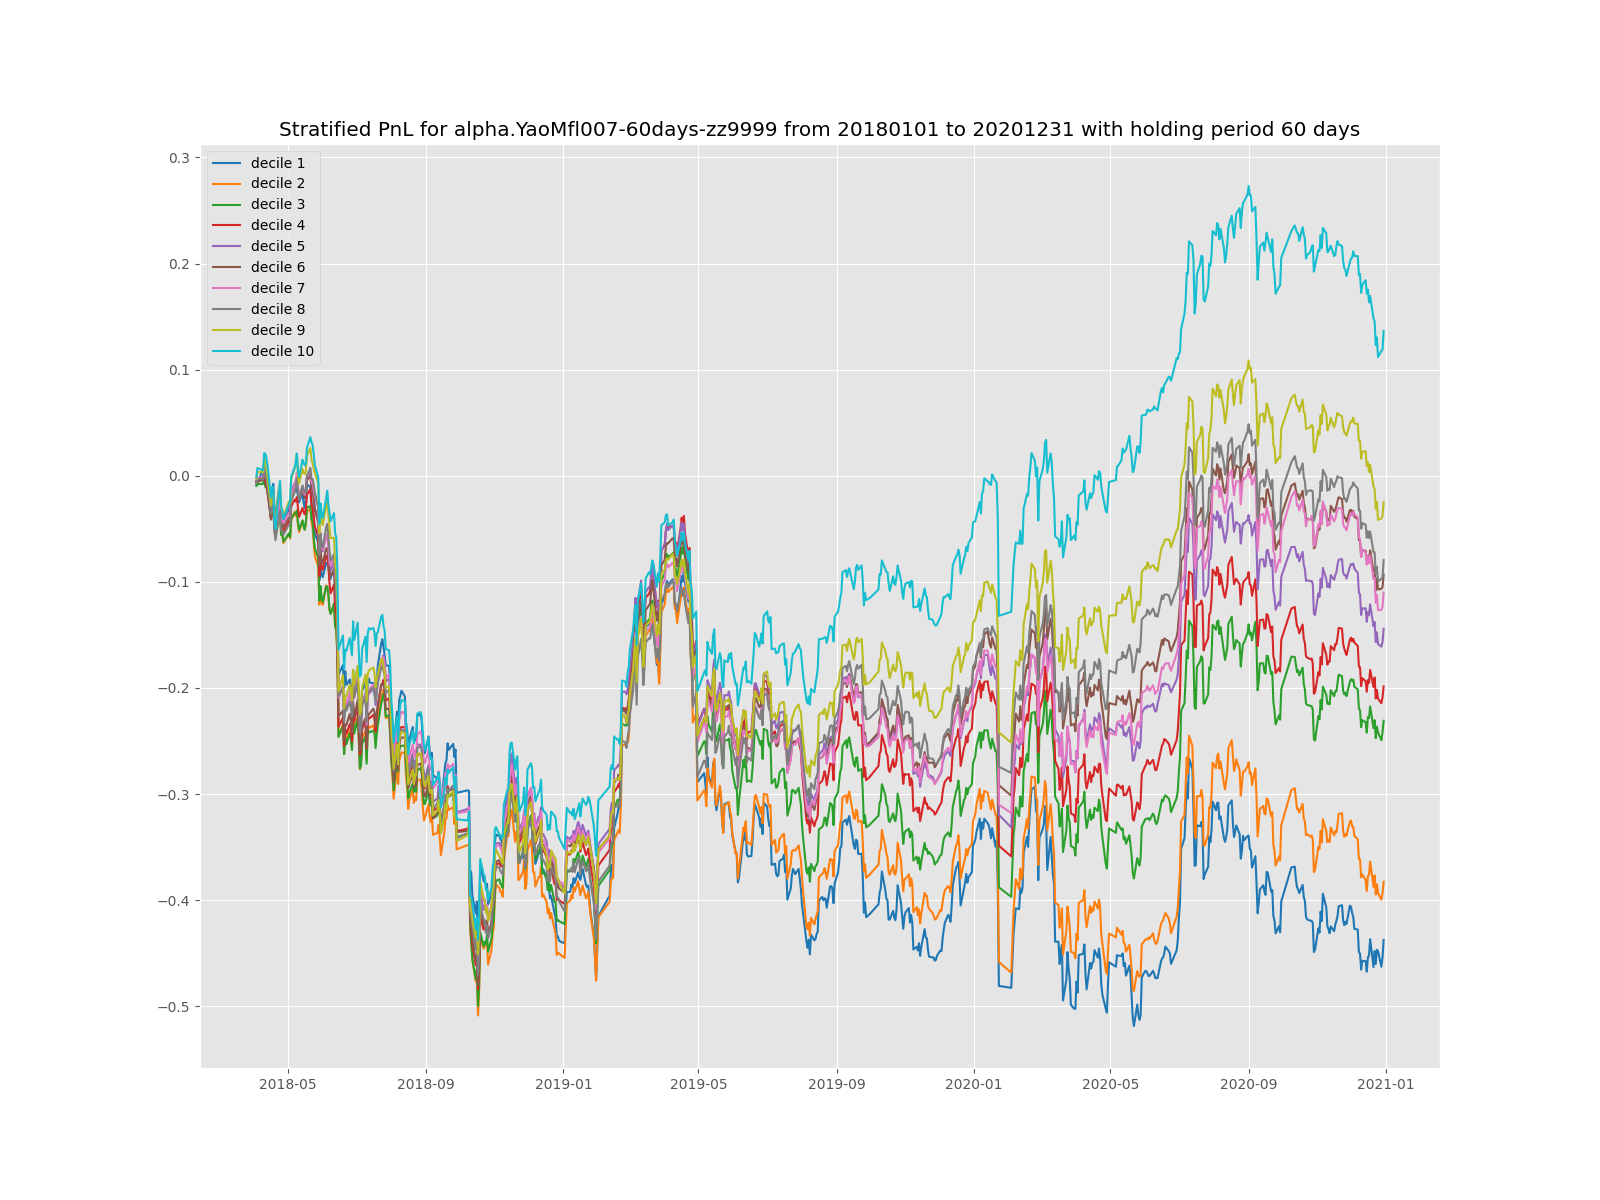 Stratified PnL for alpha.YaoMfl007-60days-zz9999 from 20180101 to 20201231 with holding period 60 days
decile 1
decile 2
decile 3
decile 4
decile 5
decile 6
decile 7
decile 8
decile 9
decile 10
0.3
0.2
0.1
0.0
−0.1
−0.2
−0.3
−0.4
−0.5
2018-05 2018-09 2019-01 2019-05 2019-09 2020-01 2020-05 2020-09 2021-01